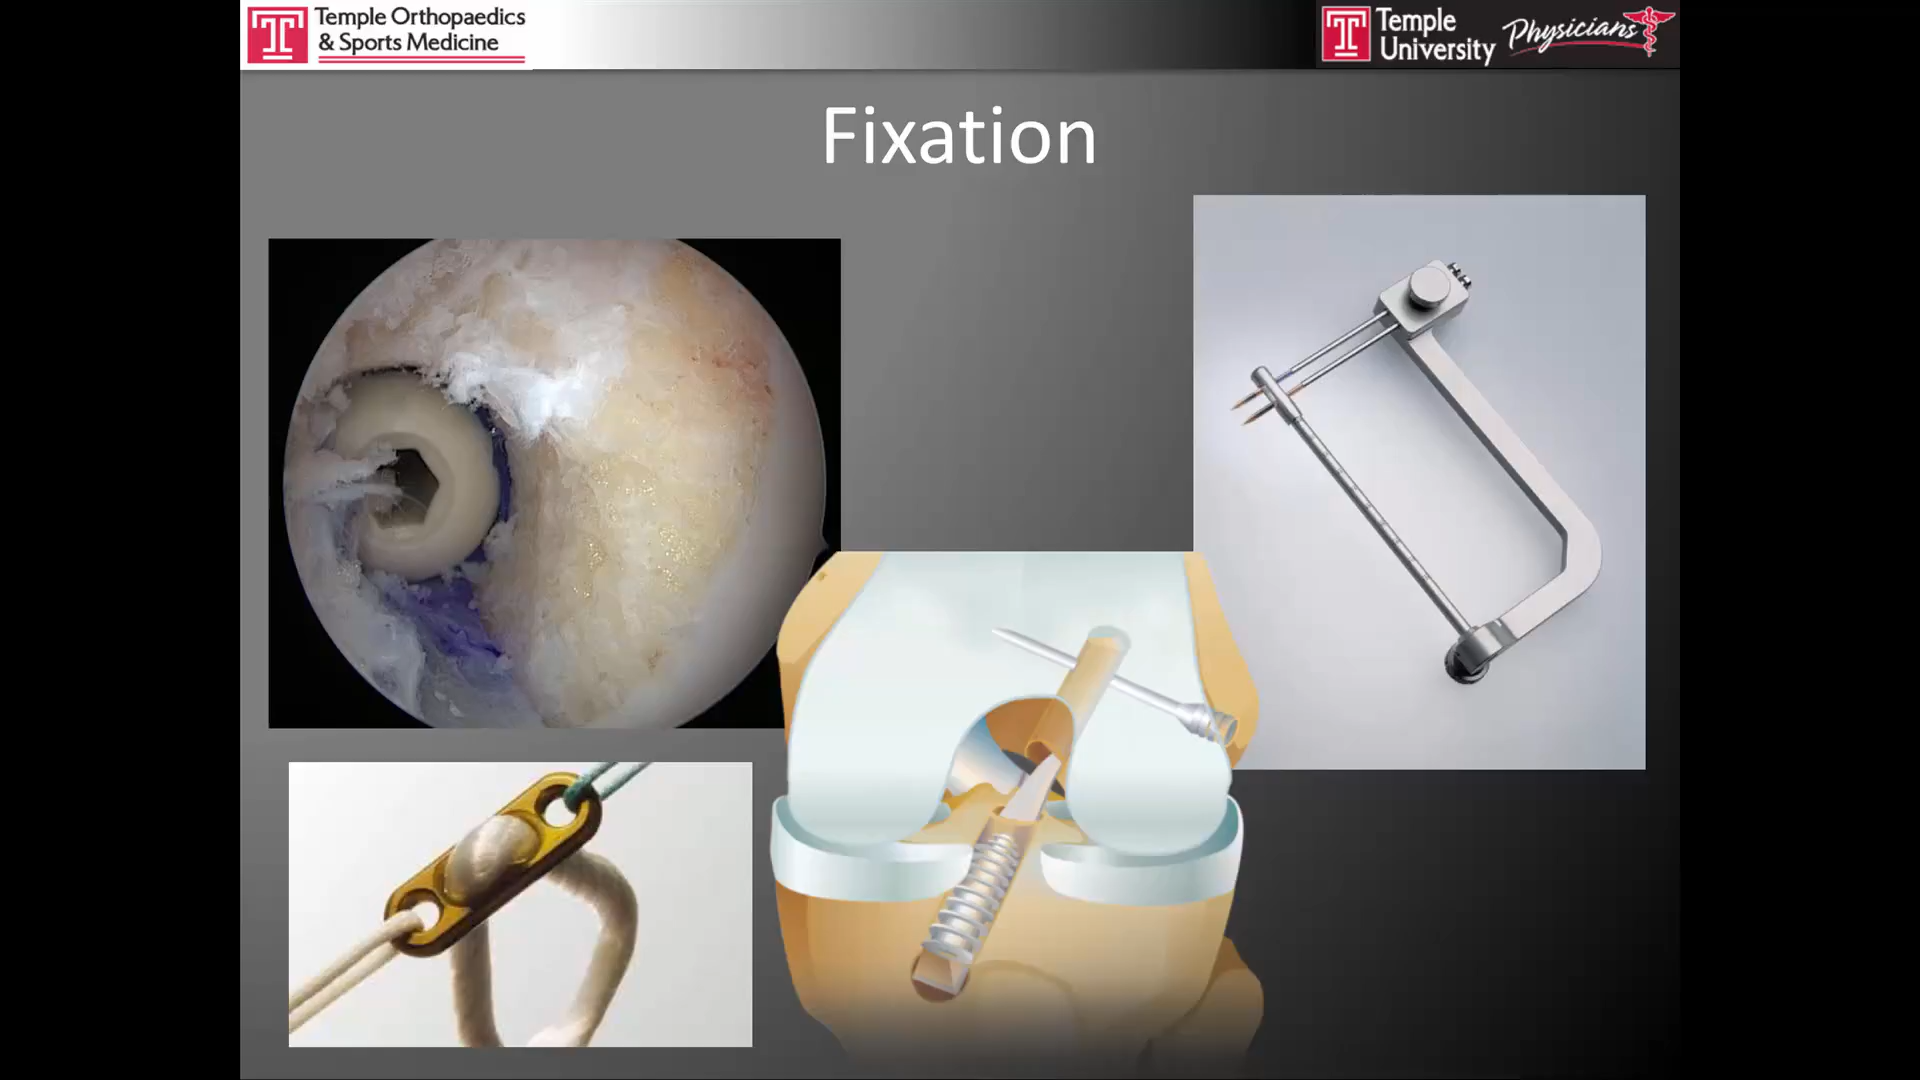 Temple Orthopaedics
& Sports Medicine
Temple
University
Physicians
Fixation